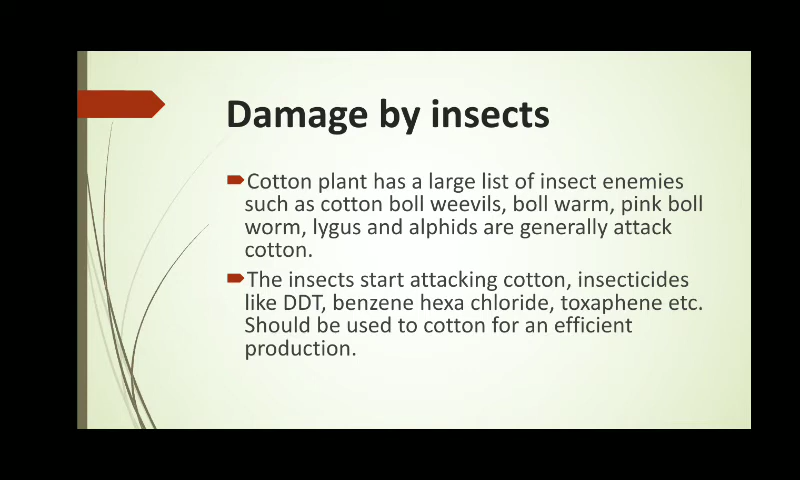 Damage by insects
Cotton plant has a large list of insect enemies
such as cotton boll weevils, boll warm, pink boll
worm, lygus and alphids are generally attack
cotton.
The insects start attacking cotton, insecticides
like DDT, benzene hexa chloride, toxaphene etc.
Should be used to cotton for an efficient
production.